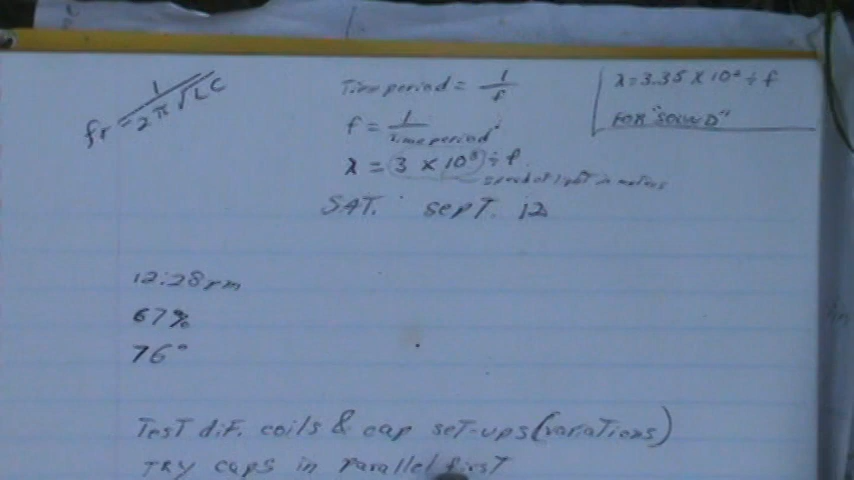 fr = 1 / 2π√LC
Time period = 1/f
f = 1 / time period
λ = 3 × 10⁸ ÷ f
speed of light in meters
λ = 3.35 × 10² ÷ f
FOR "SOUND"
SAT. Sept. 12
12:28 pm
67%
76°
Test dif. coils & cap set-ups (variations)
Try caps in parallel first